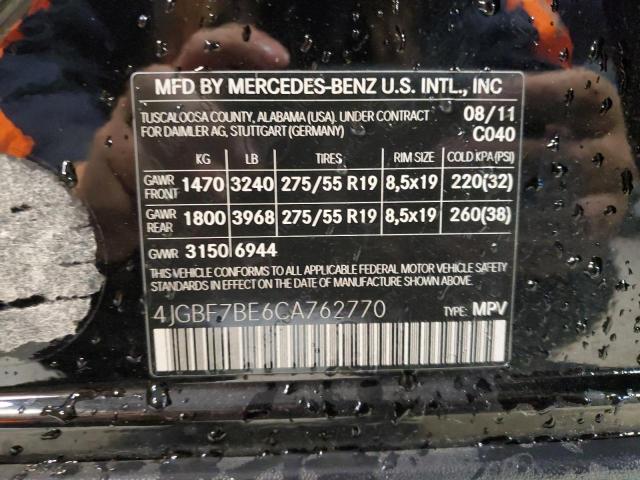 MFD BY MERCEDES-BENZ U.S. INTL., INC
TUSCALOOSA COUNTY, ALABAMA (USA). UNDER CONTRACT 08/11
FOR DAIMLER AG, STUTTGART (GERMANY) C040
KG LB TIRES RIM SIZE COLD KPA(PSI)
GAWR FRONT 1470 3240 275/55 R19 8,5x19 220(32)
GAWR REAR 1800 3968 275/55 R19 8,5x19 260(38)
GVWR 3150 6944
THIS VEHICLE CONFORMS TO ALL APPLICABLE FEDERAL MOTOR VEHICLE SAFETY
STANDARDS IN EFFECT ON THE DATE OF MANUFACTURE SHOWN ABOVE.
4JGBF7BE6CA762770 TYPE: MPV